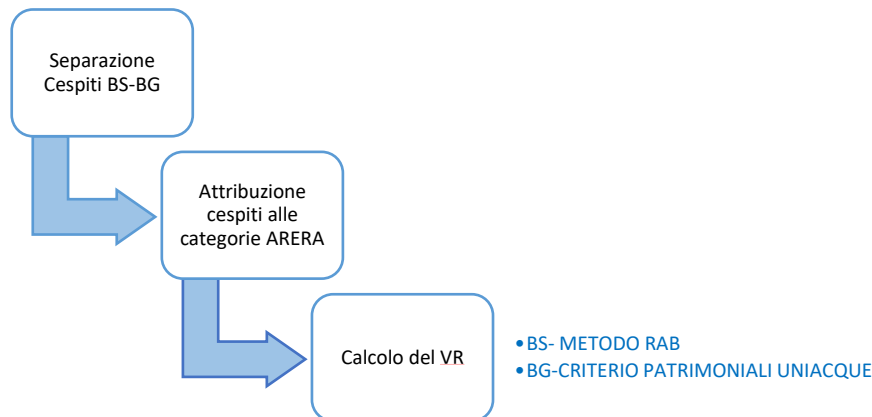 Separazione
Cespiti BS-BG
Attribuzione
cespiti alle
categorie ARERA
Calcolo del VR
•BS- METODO RAB
•BG-CRITERIO PATRIMONIALI UNIACQUE